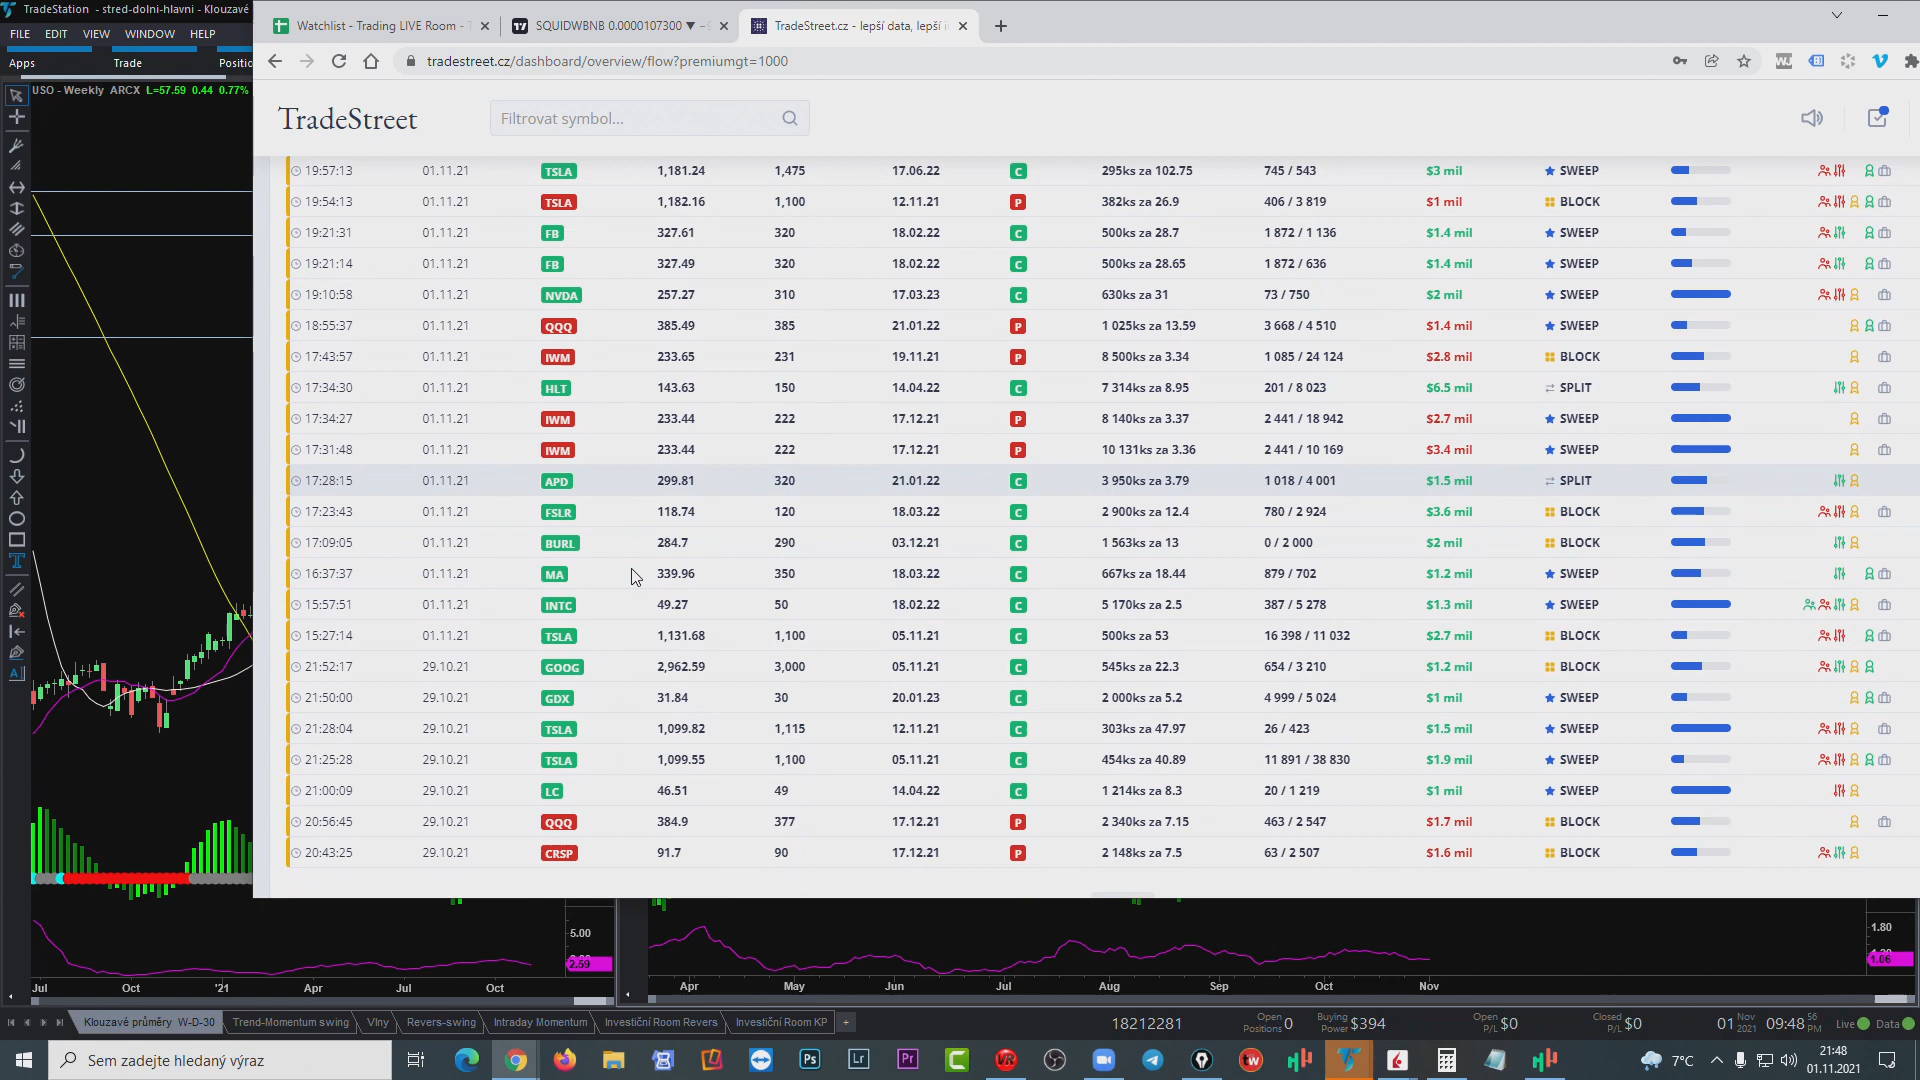 TradeStation - stred-dolni-hlavni - Klouzavé
FILE EDIT VIEW WINDOW HELP
Apps Trade Positio
USO - Weekly ARCX L=57.59 0.44 0.77%
Watchlist - Trading LIVE Room -
SQUIDWBNB 0.0000107300 ▼
TradeStreet.cz - lepší data, lepší
tradestreet.cz/dashboard/overview/flow?premiumgt=1000
TradeStreet
Filtrovat symbol...
19:57:13 01.11.21 TSLA 1,181.24 1,475 17.06.22 C 295ks za 102.75 745 / 543 $3 mil SWEEP
19:54:13 01.11.21 TSLA 1,182.16 1,100 12.11.21 P 382ks za 26.9 406 / 3 819 $1 mil BLOCK
19:21:31 01.11.21 FB 327.61 320 18.02.22 C 500ks za 28.7 1 872 / 1 136 $1.4 mil SWEEP
19:21:14 01.11.21 FB 327.49 320 18.02.22 C 500ks za 28.65 1 872 / 636 $1.4 mil SWEEP
19:10:58 01.11.21 NVDA 257.27 310 17.03.23 C 630ks za 31 73 / 750 $2 mil SWEEP
18:55:37 01.11.21 QQQ 385.49 385 21.01.22 P 1 025ks za 13.59 3 668 / 4 510 $1.4 mil SWEEP
17:43:57 01.11.21 IWM 233.65 231 19.11.21 P 8 500ks za 3.34 1 085 / 24 124 $2.8 mil BLOCK
17:34:30 01.11.21 HLT 143.63 150 14.04.22 C 7 314ks za 8.95 201 / 8 023 $6.5 mil SPLIT
17:34:27 01.11.21 IWM 233.44 222 17.12.21 P 8 140ks za 3.37 2 441 / 18 942 $2.7 mil SWEEP
17:31:48 01.11.21 IWM 233.44 222 17.12.21 P 10 131ks za 3.36 2 441 / 10 169 $3.4 mil SWEEP
17:28:15 01.11.21 APD 299.81 320 21.01.22 C 3 950ks za 3.79 1 018 / 4 001 $1.5 mil SPLIT
17:23:43 01.11.21 FSLR 118.74 120 18.03.22 C 2 900ks za 12.4 780 / 2 924 $3.6 mil BLOCK
17:09:05 01.11.21 BURL 284.7 290 03.12.21 C 1 563ks za 13 0 / 2 000 $2 mil BLOCK
16:37:37 01.11.21 MA 339.96 350 18.03.22 C 667ks za 18.44 879 / 702 $1.2 mil SWEEP
15:57:51 01.11.21 INTC 49.27 50 18.02.22 C 5 170ks za 2.5 387 / 5 278 $1.3 mil SWEEP
15:27:14 01.11.21 TSLA 1,131.68 1,100 05.11.21 C 500ks za 53 16 398 / 11 032 $2.7 mil BLOCK
21:52:17 29.10.21 GOOG 2,962.59 3,000 05.11.21 C 545ks za 22.3 654 / 3 210 $1.2 mil BLOCK
21:50:00 29.10.21 GDX 31.84 30 20.01.23 C 2 000ks za 5.2 4 999 / 5 024 $1 mil SWEEP
21:28:04 29.10.21 TSLA 1,099.82 1,115 12.11.21 C 303ks za 47.97 26 / 423 $1.5 mil SWEEP
21:25:28 29.10.21 TSLA 1,099.55 1,100 05.11.21 C 454ks za 40.89 11 891 / 38 830 $1.9 mil SWEEP
21:00:09 29.10.21 LC 46.51 49 14.04.22 C 1 214ks za 8.3 20 / 1 219 $1 mil SWEEP
20:56:45 29.10.21 QQQ 384.9 377 17.12.21 P 2 340ks za 7.15 463 / 2 547 $1.7 mil BLOCK
20:43:25 29.10.21 CRSP 91.7 90 17.12.21 P 2 148ks za 7.5 63 / 2 507 $1.6 mil BLOCK
5.00
2.59
1.80
1.06
Jul Oct '21 Apr Jul Oct
Apr May Jun Jul Aug Sep Oct Nov
Klouzavé průměry W-D-30 Trend-Momentum swing Vlny Revers-swing Intraday Momentum Investiční Room Revers Investiční Room KP +
18212281 Open Positions 0 Buying Power $394 Open P/L $0 Closed P/L $0 01 Nov 2021 09:48 56 PM Live Data
Sem zadejte hledaný výraz
7°C
21:48
01.11.2021